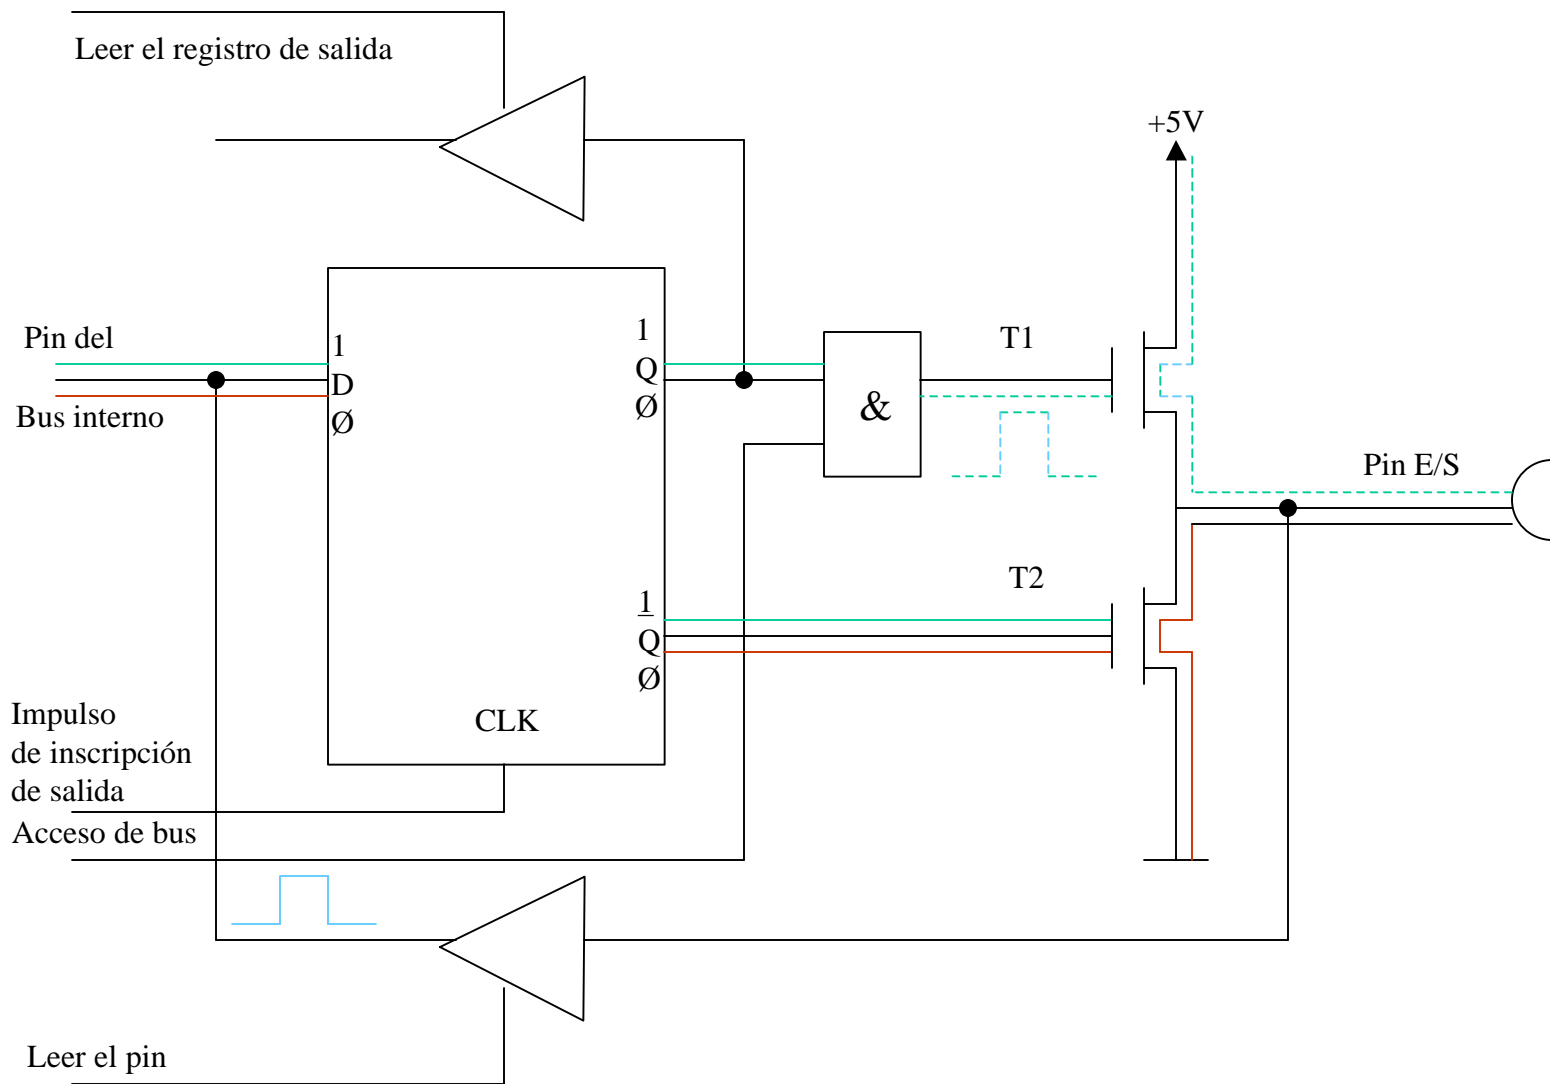 Leer el registro de salida
+5V
Pin del
Bus interno
1
D
Ø
1
Q
Ø
&
T1
Pin E/S
T2
1
Q
Ø
CLK
Impulso
de inscripción
de salida
Acceso de bus
Leer el pin